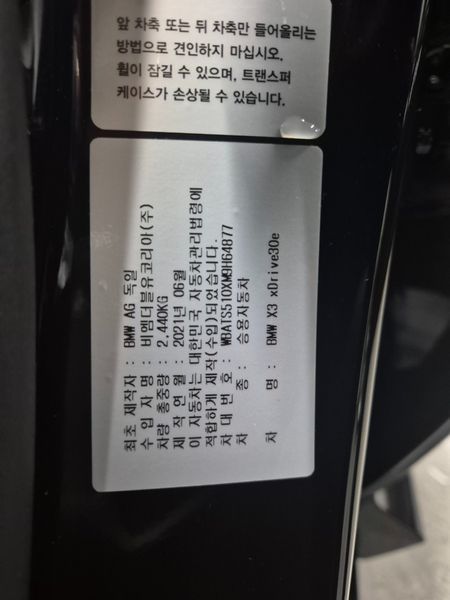 앞 차축 또는 뒤 차축만 들어올리는
방법으로 견인하지 마십시오.
휠이 잠길 수 있으며, 트랜스퍼
케이스가 손상될 수 있습니다.
최초 제작자 : BMW AG 독일
수 입 자 명 : 비엠더블유코리아(주)
차량 총중량 : 2,440KG
제 작 연 월 : 2021년 06월
이 자동차는 대한민국 자동차관리법령에
적합하게 제작(수입)되었습니다.
차 대 번 호 : WBATS510XM9H64877
차 종 : 승용자동차
차 명 : BMW X3 xDrive30e